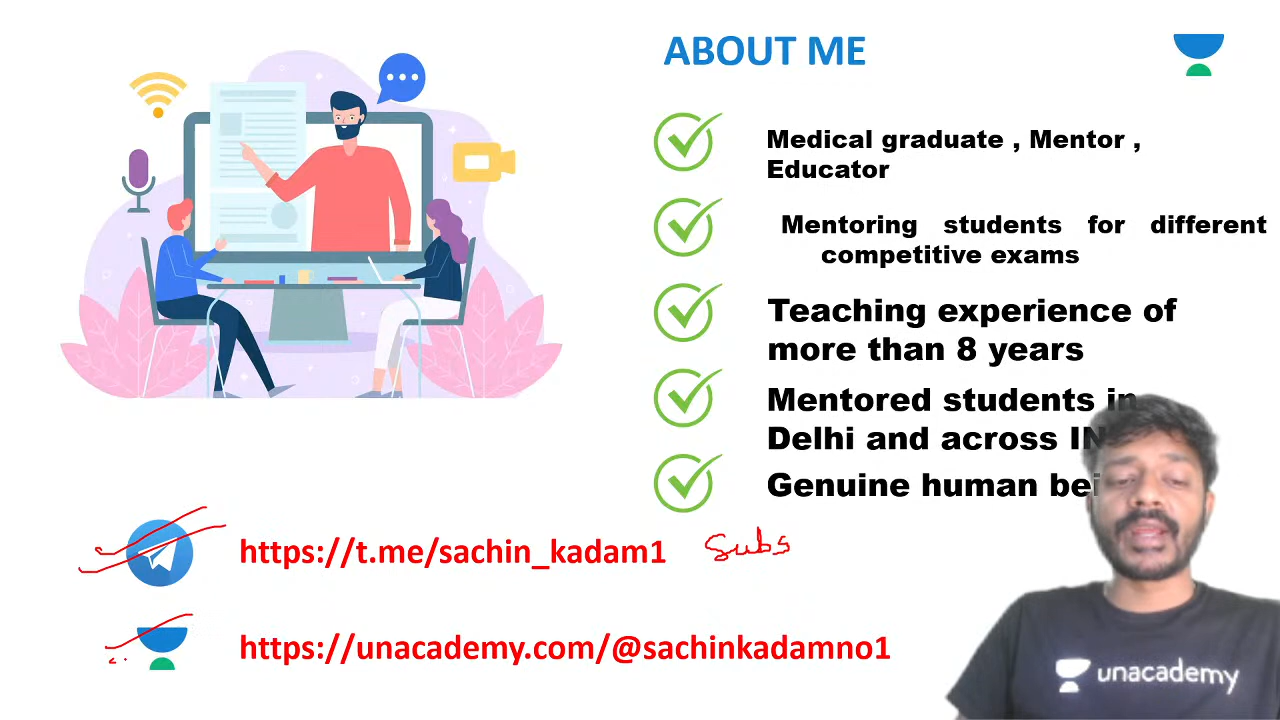 ABOUT ME
Medical graduate , Mentor ,
Educator
Mentoring students for different
competitive exams
Teaching experience of
more than 8 years
Mentored students in
Delhi and across
Genuine human
https://t.me/sachin_kadam1 Subs
https://unacademy.com/@sachinkadamno1
unacademy